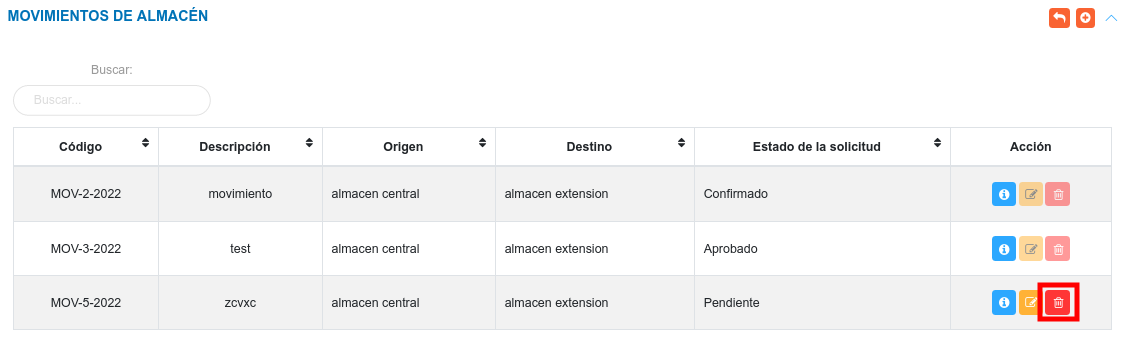 MOVIMIENTOS DE ALMACÉN
Buscar:
Buscar...
Código Descripción Origen Destino Estado de la solicitud Acción
MOV-2-2022 movimiento almacen central almacen extension Confirmado
MOV-3-2022 test almacen central almacen extension Aprobado
MOV-5-2022 zcvxc almacen central almacen extension Pendiente